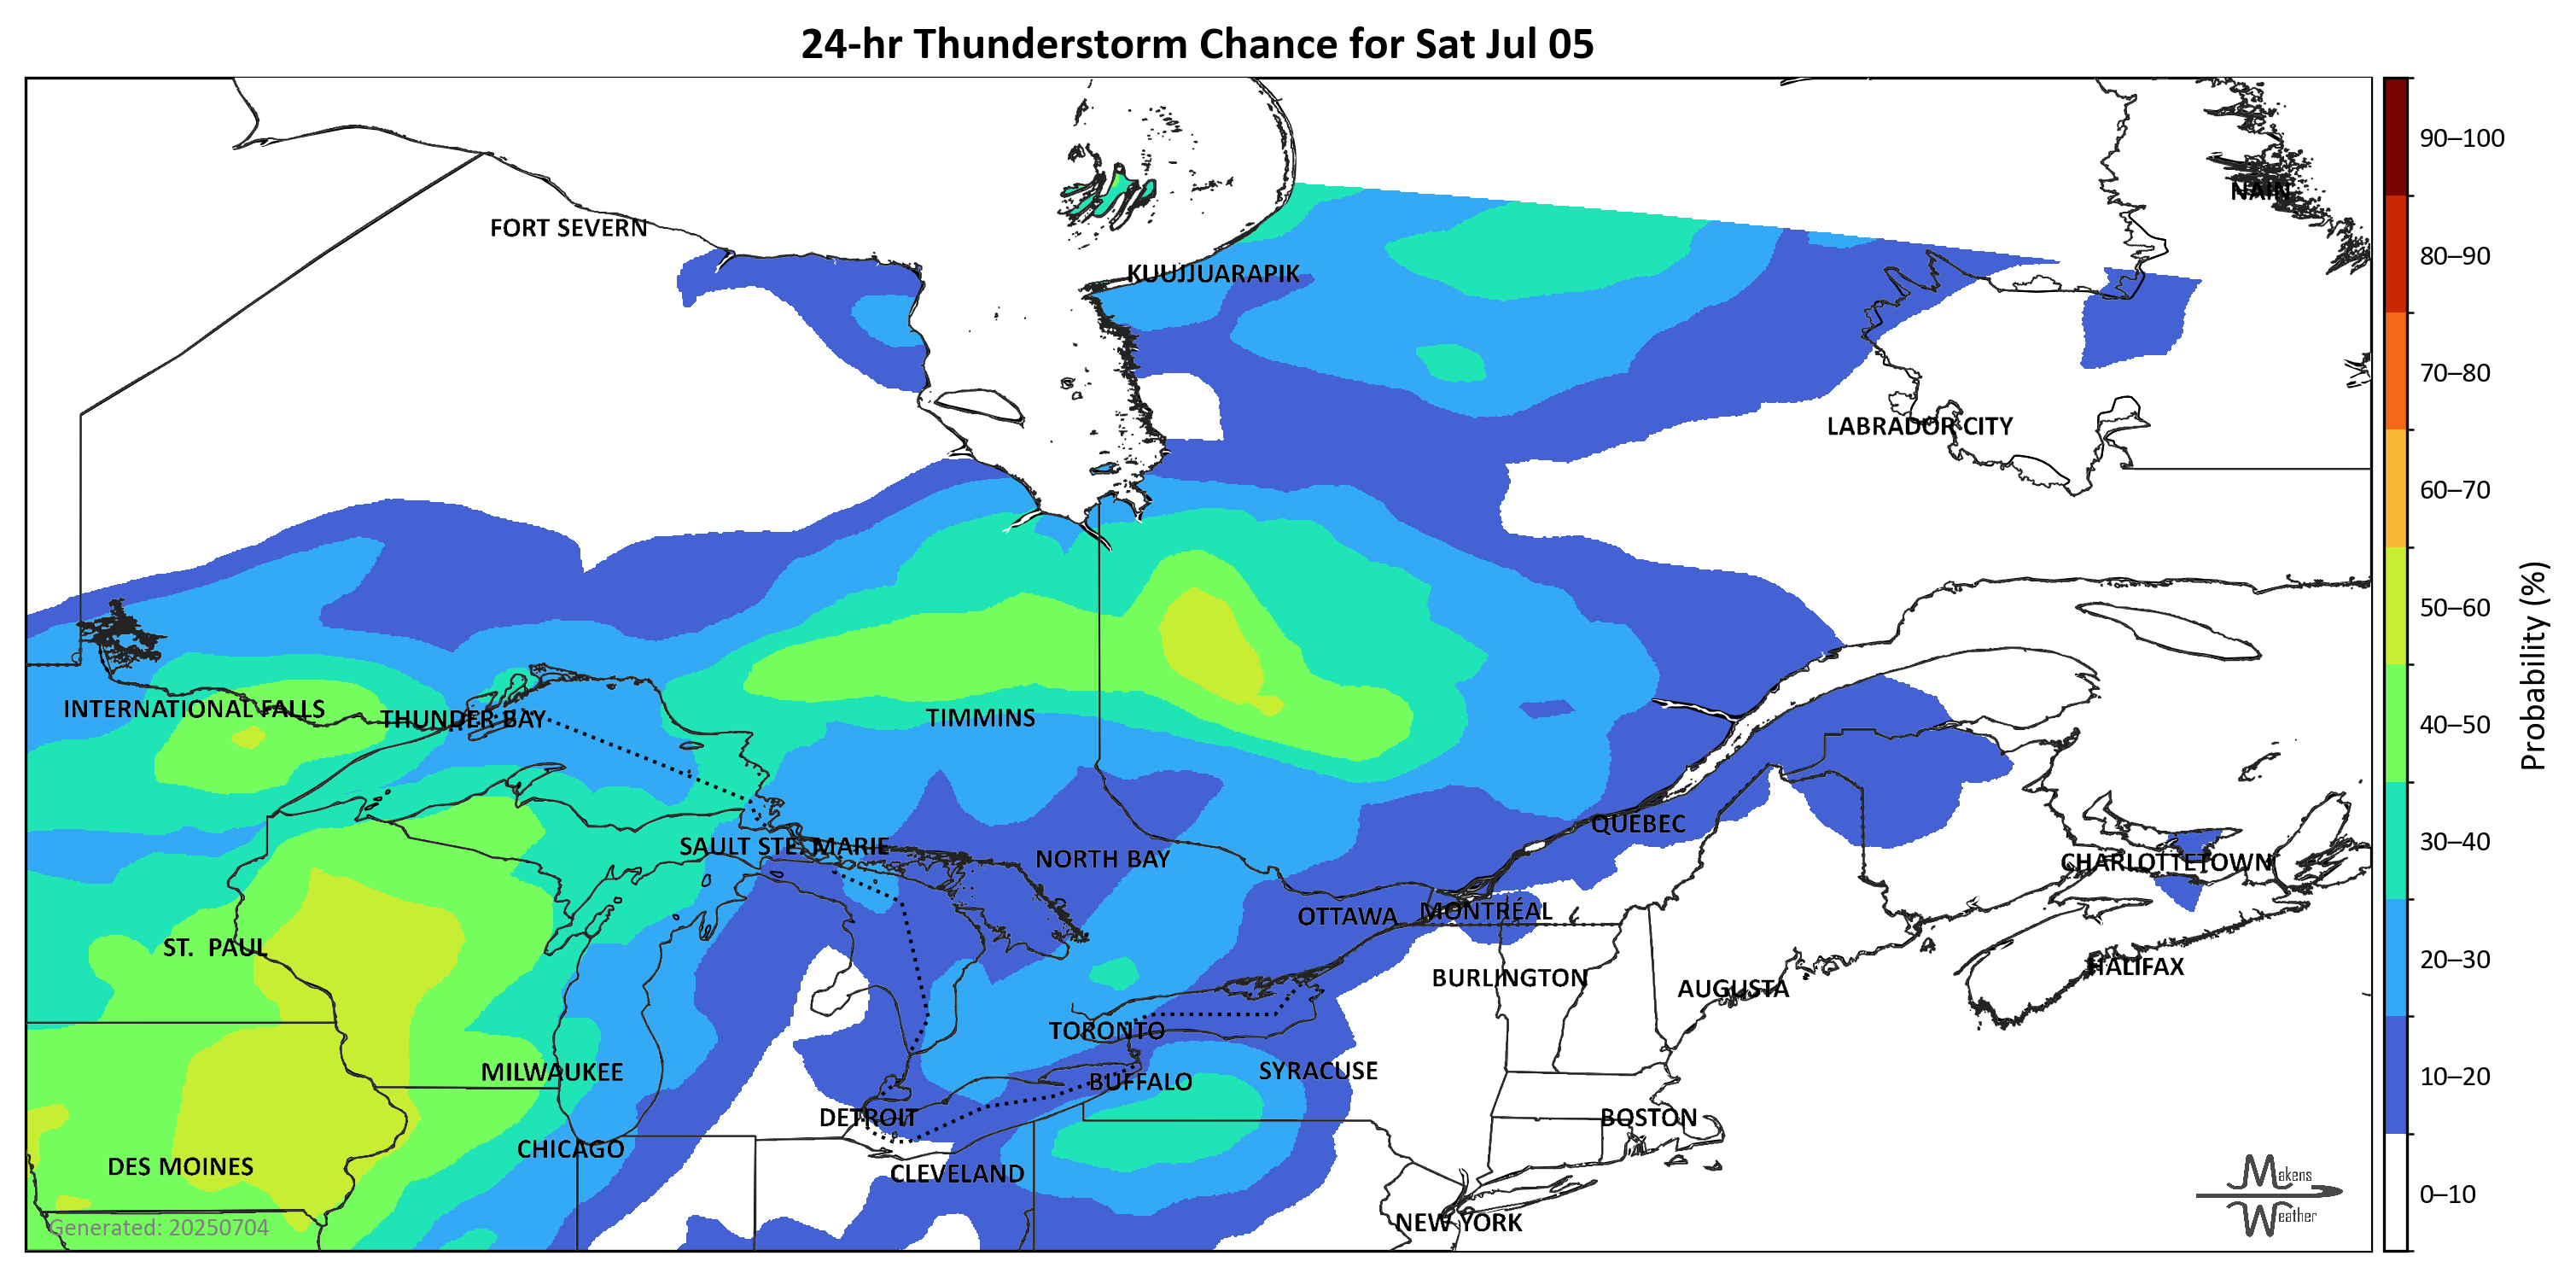 24-hr Thunderstorm Chance for Sat Jul 05
90–100
NAIN
FORT SEVERN
80–90
KUUJJUARAPIK
70–80
LABRADOR CITY
60–70
50–60
Probability (%)
INTERNATIONAL FALLS
THUNDER BAY
TIMMINS
40–50
QUEBEC
SAULT STE. MARIE
NORTH BAY
30–40
CHARLOTTETOWN
OTTAWA
MONTRÉAL
ST. PAUL
20–30
HALIFAX
BURLINGTON
AUGUSTA
TORONTO
MILWAUKEE
SYRACUSE
BUFFALO
10–20
DETROIT
BOSTON
CHICAGO
DES MOINES
CLEVELAND
Makens
Weather
0–10
NEW YORK
Generated: 20250704